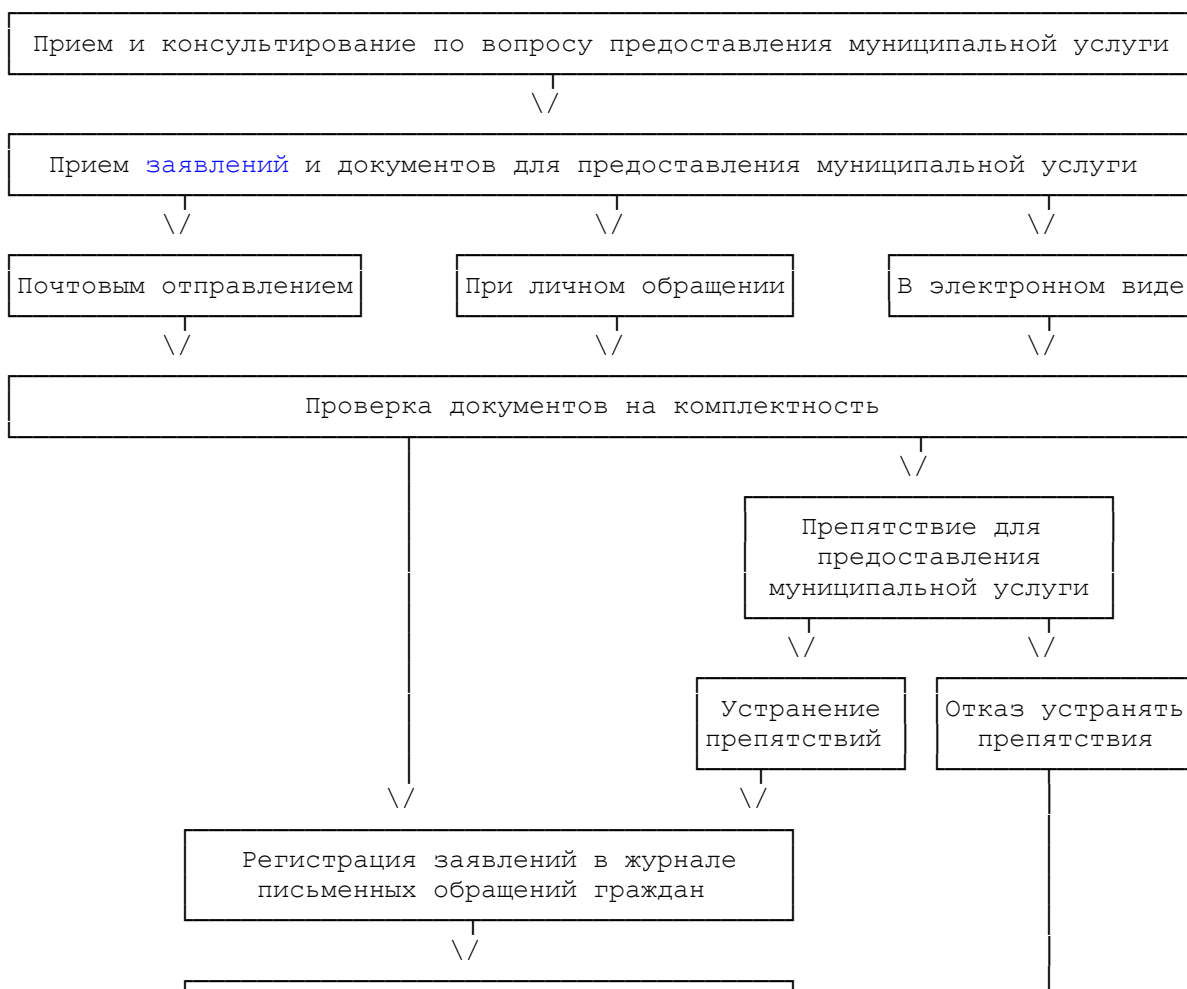 Прием и консультирование по вопросу предоставления муниципальной услуги
Прием заявлений и документов для предоставления муниципальной услуги
Почтовым отправлением
При личном обращении
В электронном виде
Проверка документов на комплектность
Препятствие для
предоставления
муниципальной услуги
Устранение
препятствий
Отказ устранять
препятствия
Регистрация заявлений в журнале
письменных обращений граждан